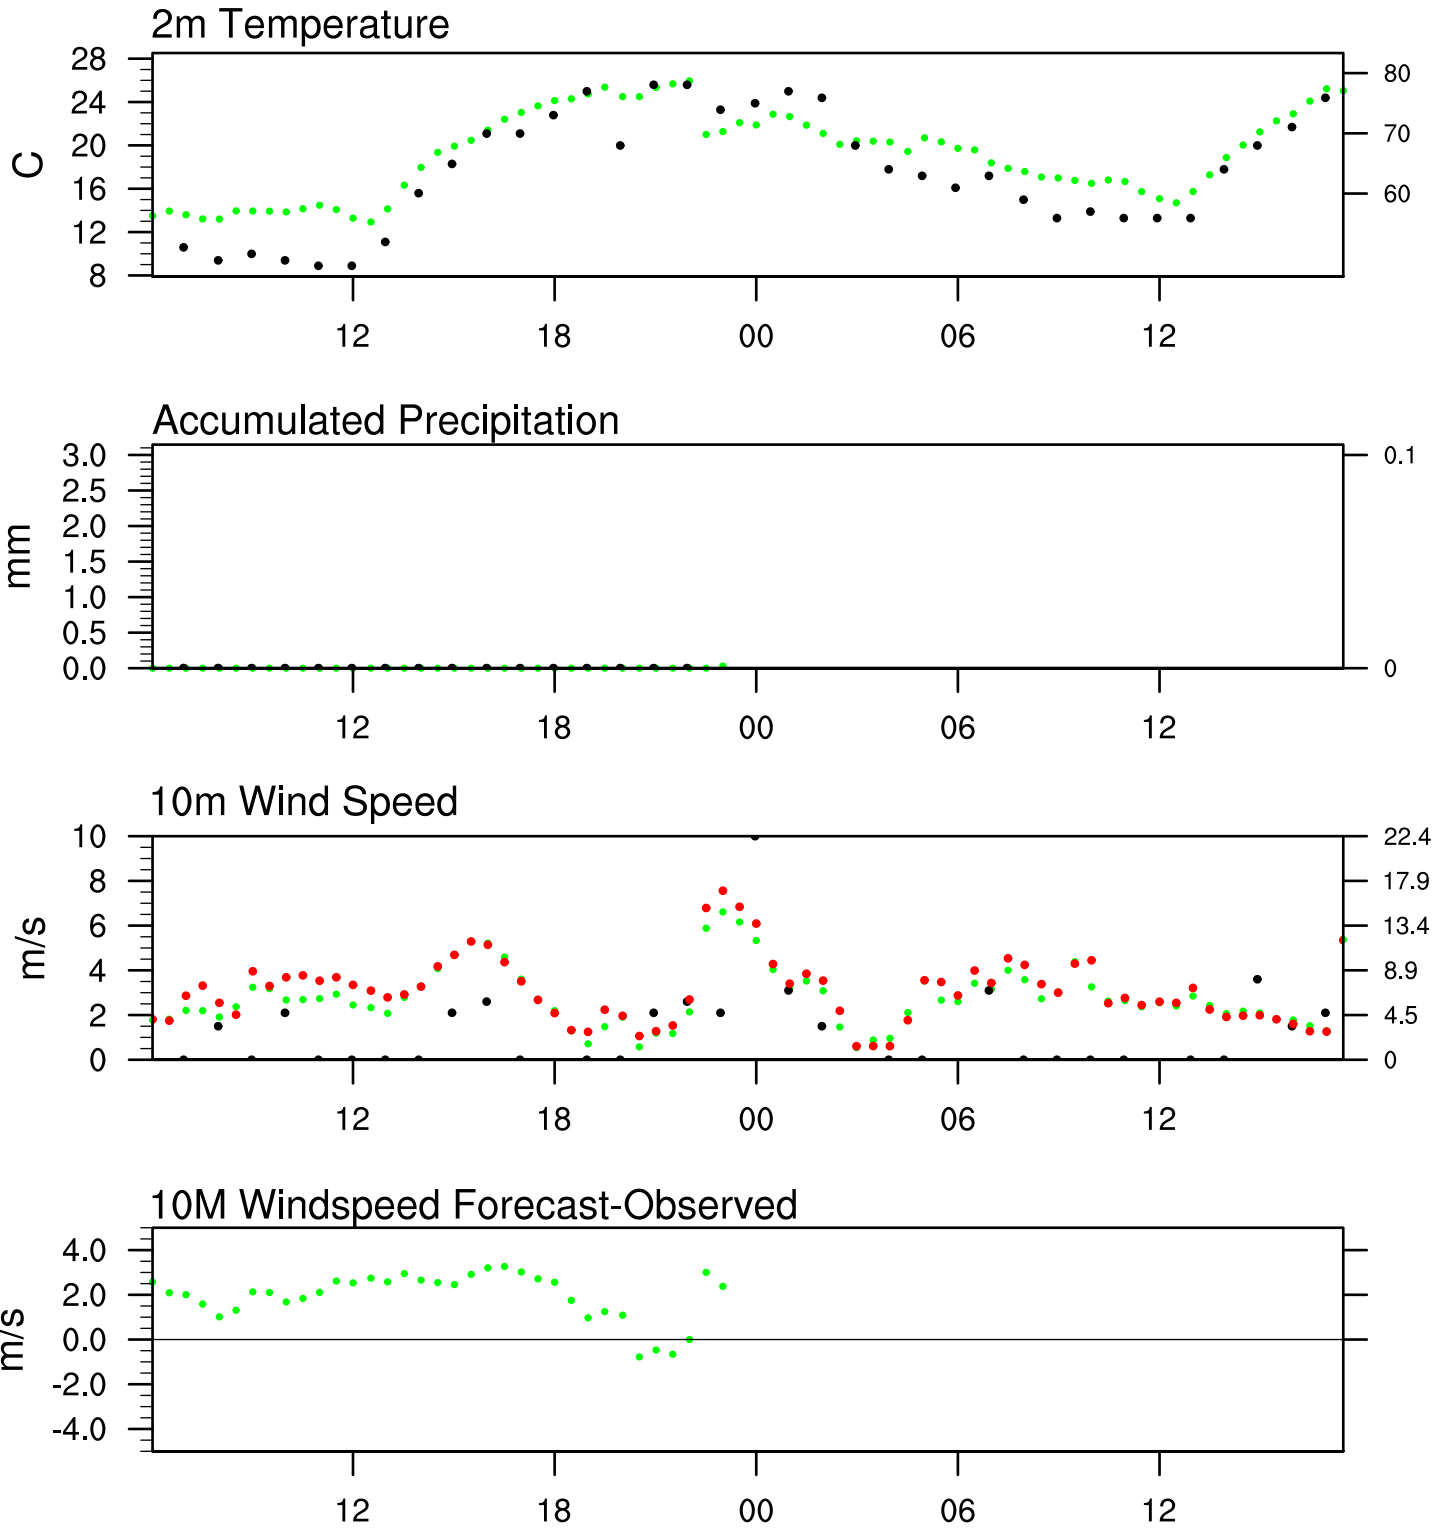 2m Temperature
28
24
20
16
12
8
C
80
70
60
12 18 00 06 12
Accumulated Precipitation
3.0
2.5
2.0
1.5
1.0
0.5
0.0
mm
0.1
0
12 18 00 06 12
10m Wind Speed
10
8
6
4
2
0
m/s
22.4
17.9
13.4
8.9
4.5
0
12 18 00 06 12
10M Windspeed Forecast-Observed
4.0
2.0
0.0
-2.0
-4.0
m/s
12 18 00 06 12